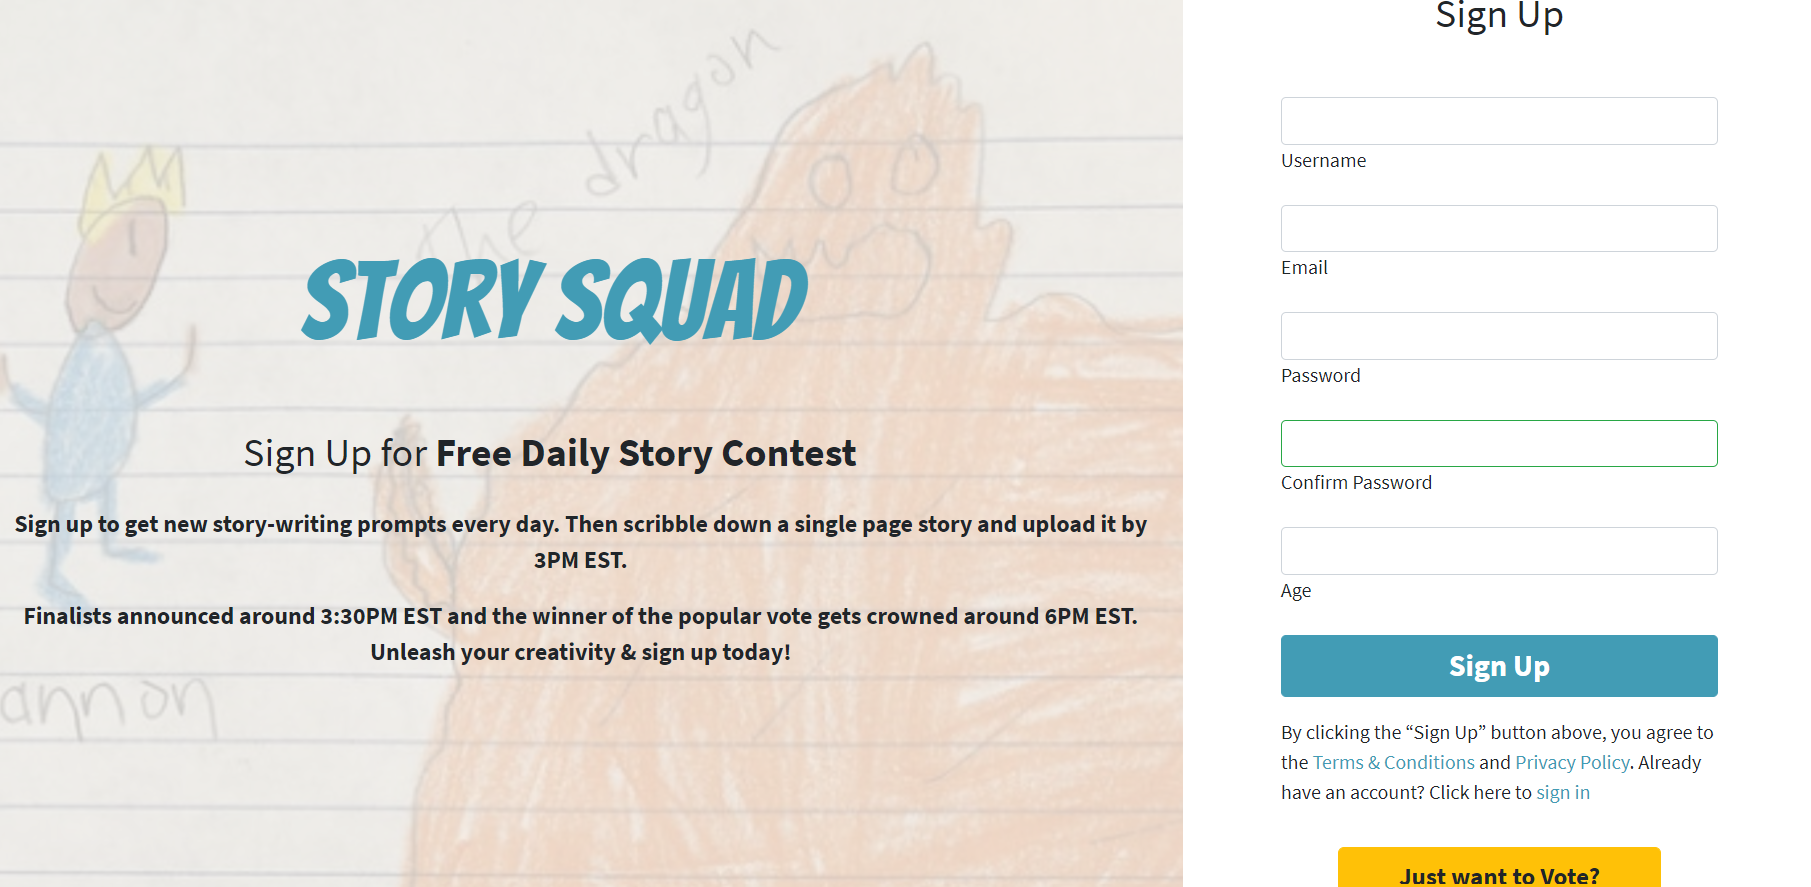 the dragon
STORY SQUAD
Sign Up for Free Daily Story Contest
Sign up to get new story-writing prompts every day. Then scribble down a single page story and upload it by
3PM EST.
Finalists announced around 3:30PM EST and the winner of the popular vote gets crowned around 6PM EST.
Unleash your creativity & sign up today!
annon
Sign Up
Username
Email
Password
Confirm Password
Age
Sign Up
By clicking the “Sign Up” button above, you agree to
the Terms & Conditions and Privacy Policy. Already
have an account? Click here to sign in
Just want to Vote?